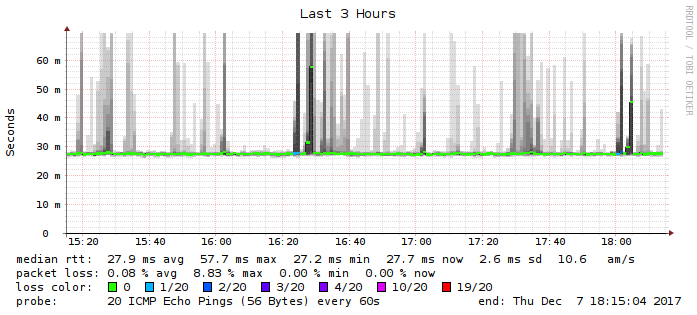 Last 3 Hours
RRDTOOL / TOBI OETIKER
Seconds
60 m
50 m
40 m
30 m
20 m
10 m
0
15:20 15:40 16:00 16:20 16:40 17:00 17:20 17:40 18:00
median rtt: 27.9 ms avg 57.7 ms max 27.2 ms min 27.7 ms now 2.6 ms sd 10.6 am/s
packet loss: 0.08 % avg 8.83 % max 0.00 % min 0.00 % now
loss color: 0 1/20 2/20 3/20 4/20 10/20 19/20
probe: 20 ICMP Echo Pings (56 Bytes) every 60s end: Thu Dec 7 18:15:04 2017